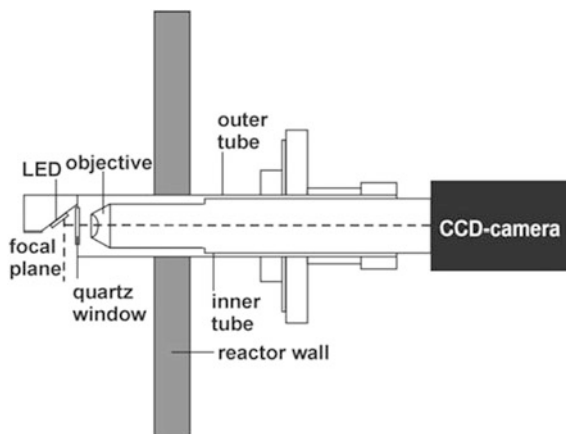 outer
tube
LED
objective
CCD-camera
focal
plane
quartz
window
inner
tube
reactor wall